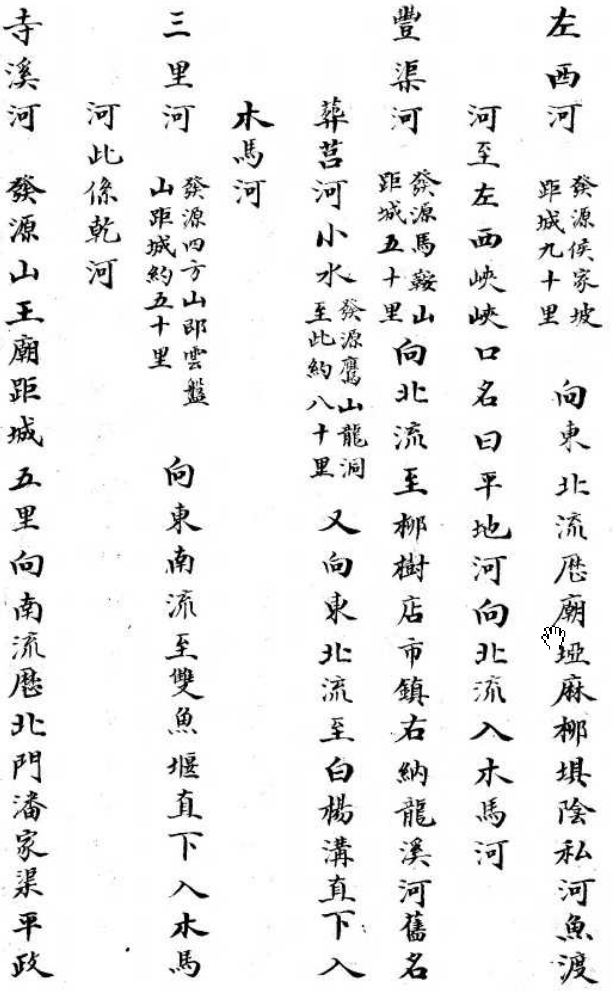 左西河 發源侯家坡距城九十里 向東北流歷廟埡麻柳埧陰私河魚渡
河至左西峽峽口名曰平地河向北流入木馬河
豐渠河 發源馬鞍山距城五十里 向北流至柳樹店市鎮右納龍溪河舊名
葬莒河小水 發源鷹山龍洞至此約八十里 又向東北流至白楊溝直下入
木馬河
三里河 發源四方山即雲盤山距城約五十里 向東南流至雙魚堰直下入木馬
河此係乾河
寺溪河 發源山王廟距城五里向南流歷北門潘家渠平政